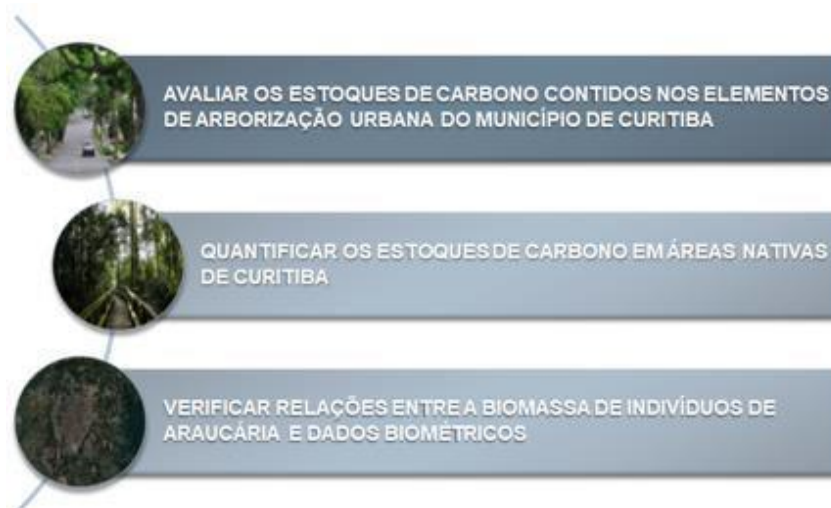 AVALIAR OS ESTOQUES DE CARBONO CONTIDOS NOS ELEMENTOS
DE ARBORIZAÇÃO URBANA DO MUNICÍPIO DE CURITIBA
QUANTIFICAR OS ESTOQUES DE CARBONO EM ÁREAS NATIVAS
DE CURITIBA
VERIFICAR RELAÇÕES ENTRE A BIOMASSA DE INDIVÍDUOS DE
ARAUCÁRIA E DADOS BIOMÉTRICOS